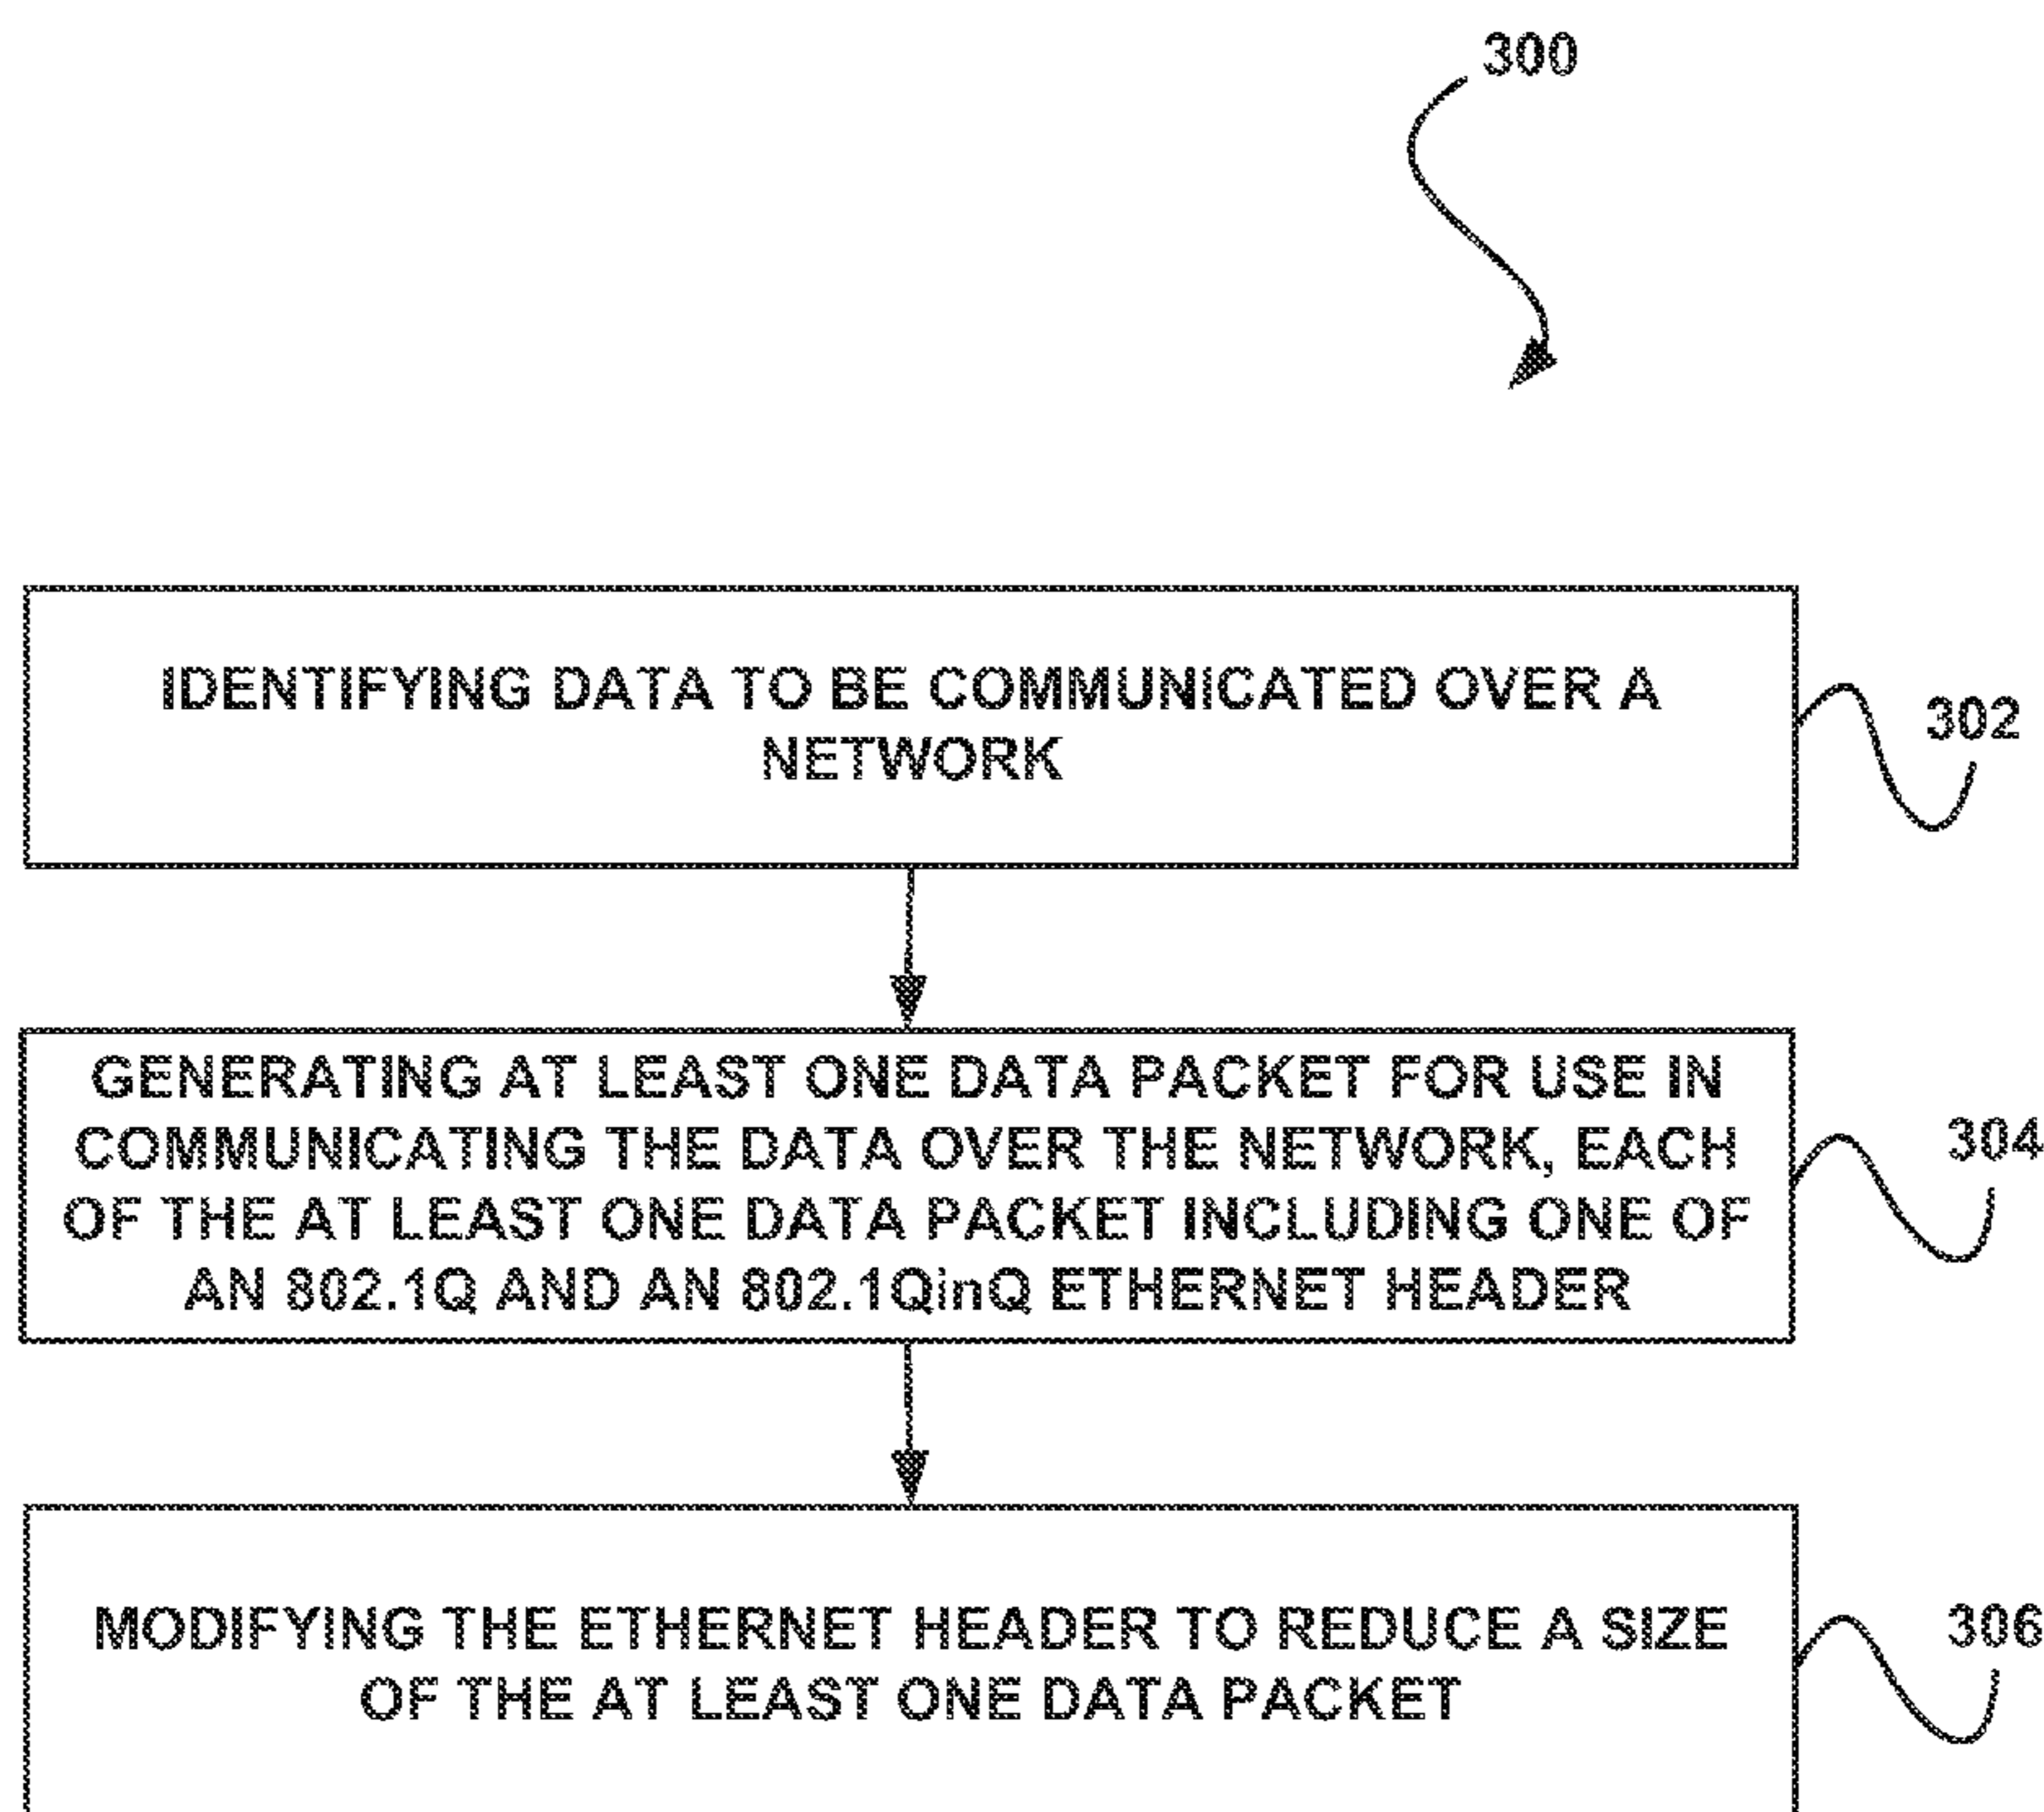 300
IDENTIFYING DATA TO BE COMMUNICATED OVER A
NETWORK
302
GENERATING AT LEAST ONE DATA PACKET FOR USE IN
COMMUNICATING THE DATA OVER THE NETWORK, EACH
OF THE AT LEAST ONE DATA PACKET INCLUDING ONE OF
AN 802.1Q AND AN 802.1QinQ ETHERNET HEADER
304
MODIFYING THE ETHERNET HEADER TO REDUCE A SIZE
OF THE AT LEAST ONE DATA PACKET
306